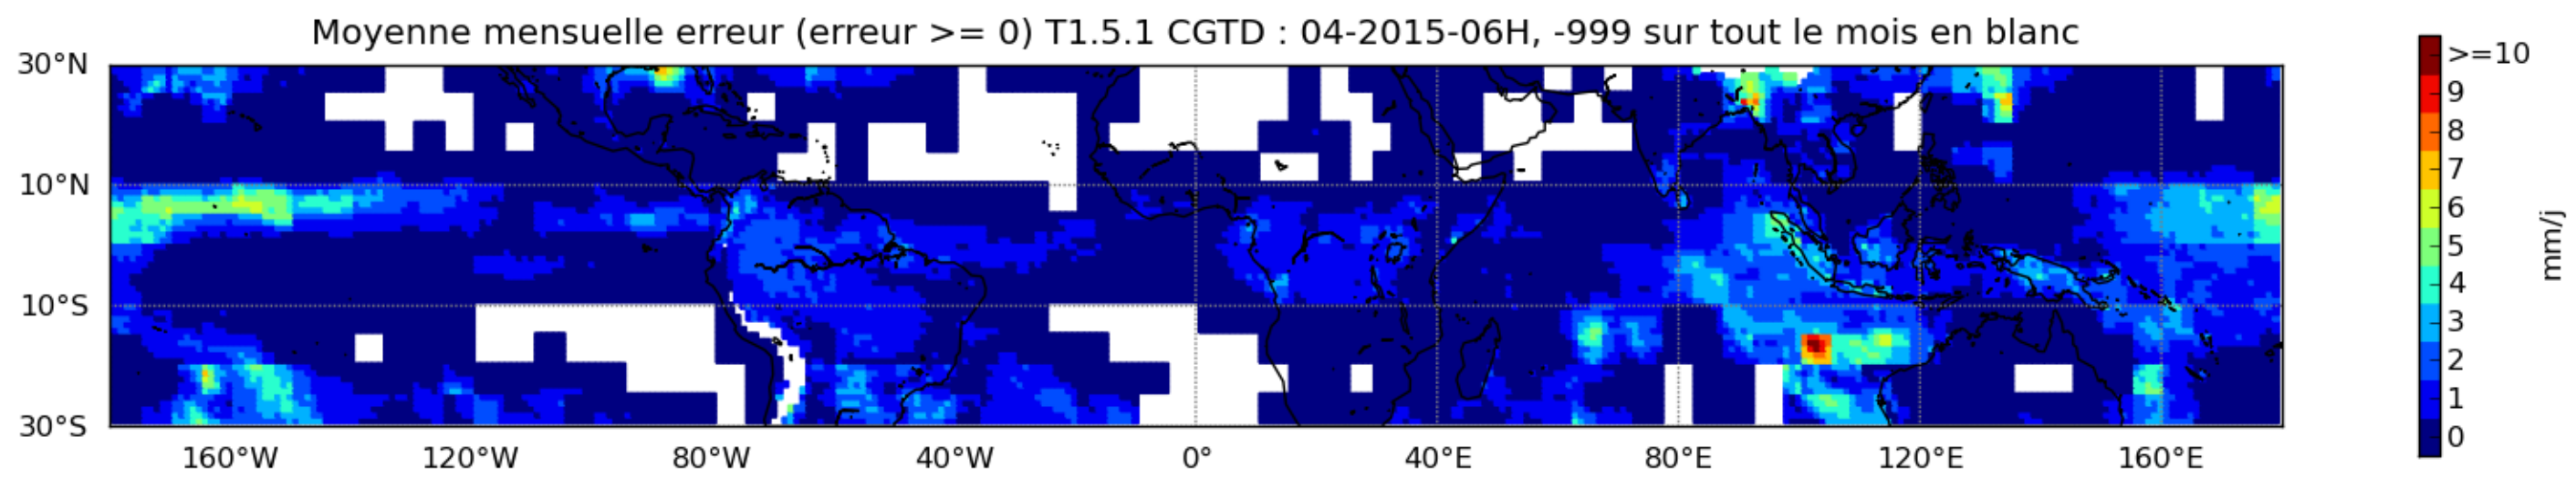 Moyenne mensuelle erreur (erreur >= 0) T1.5.1 CGTD : 04-2015-06H, -999 sur tout le mois en blanc
30°N
10°N
10°S
30°S
160°W 120°W 80°W 40°W 0° 40°E 80°E 120°E 160°E
>=10
9
8
7
6
5
4
3
2
1
0
mm/j